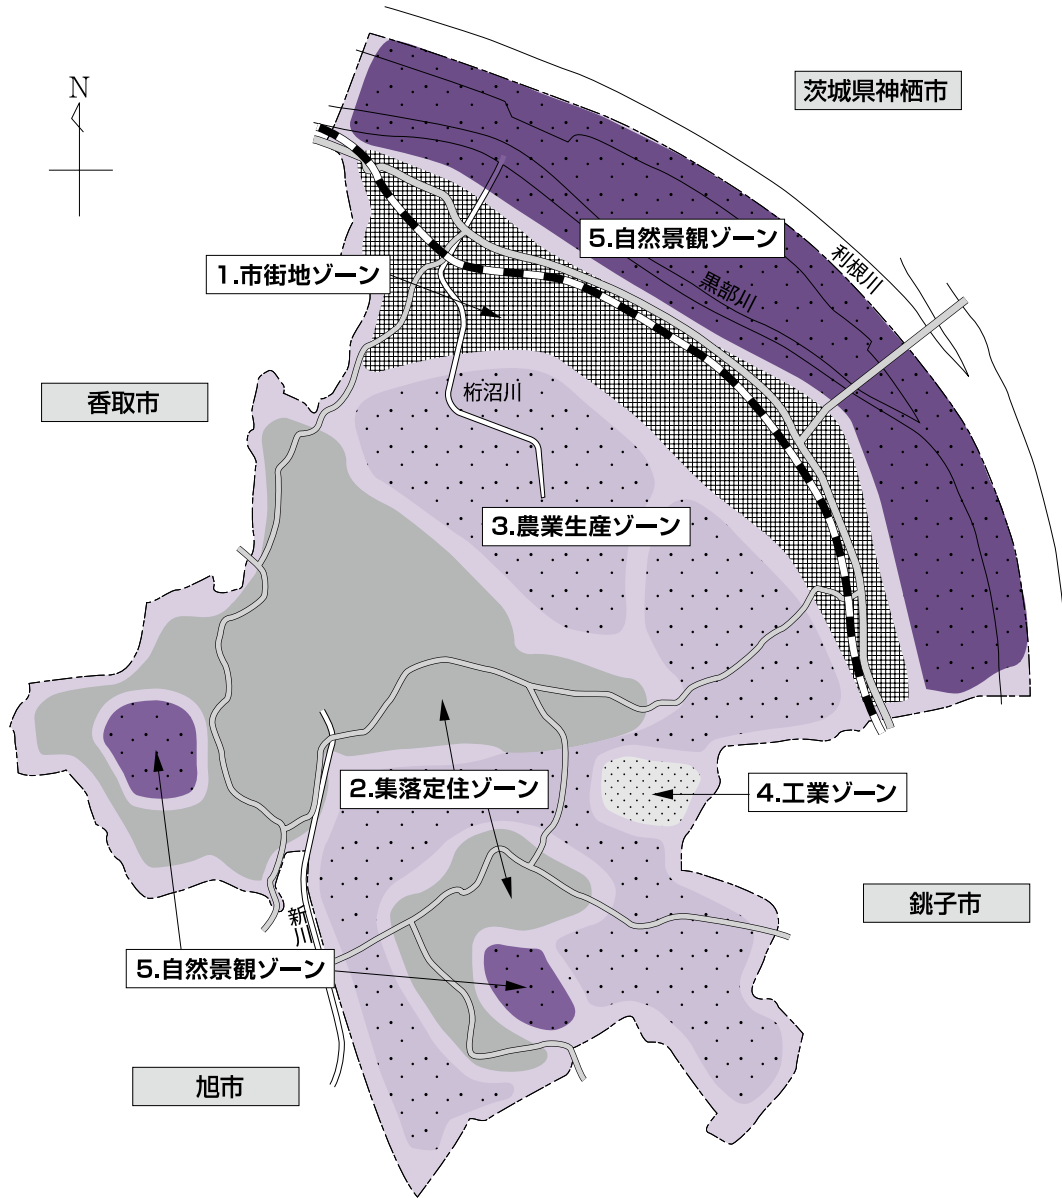 N
茨城県神栖市
5.自然景観ゾーン
利根川
1.市街地ゾーン
黒部川
香取市
桁沼川
3.農業生産ゾーン
2.集落定住ゾーン
4.工業ゾーン
銚子市
新川
5.自然景観ゾーン
旭市